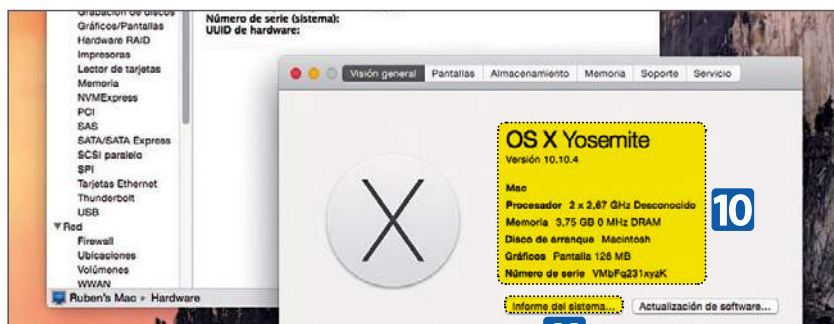 Grabación de discos
Gráficos/Pantallas
Hardware RAID
Impresoras
Lector de tarjetas
Memoria
NVMExpress
PCI
SAS
SATA/SATA Express
SCSI paralelo
SPI
Tarjetas Ethernet
Thunderbolt
USB
Red
Firewall
Ubicaciones
Volúmenes
WWAN
Ruben's Mac ▸ Hardware
Número de serie (sistema):
UUID de hardware:
Visión general Pantallas Almacenamiento Memoria Soporte Servicio
OS X Yosemite
Versión 10.10.4
Mac
Procesador 2 x 2,67 GHz Desconocido
Memoria 3,75 GB 0 MHz DRAM
Disco de arranque Macintosh
Gráficos Pantalla 128 MB
Número de serie VMbFq231xyzK
10
Informe del sistema... Actualización de software...